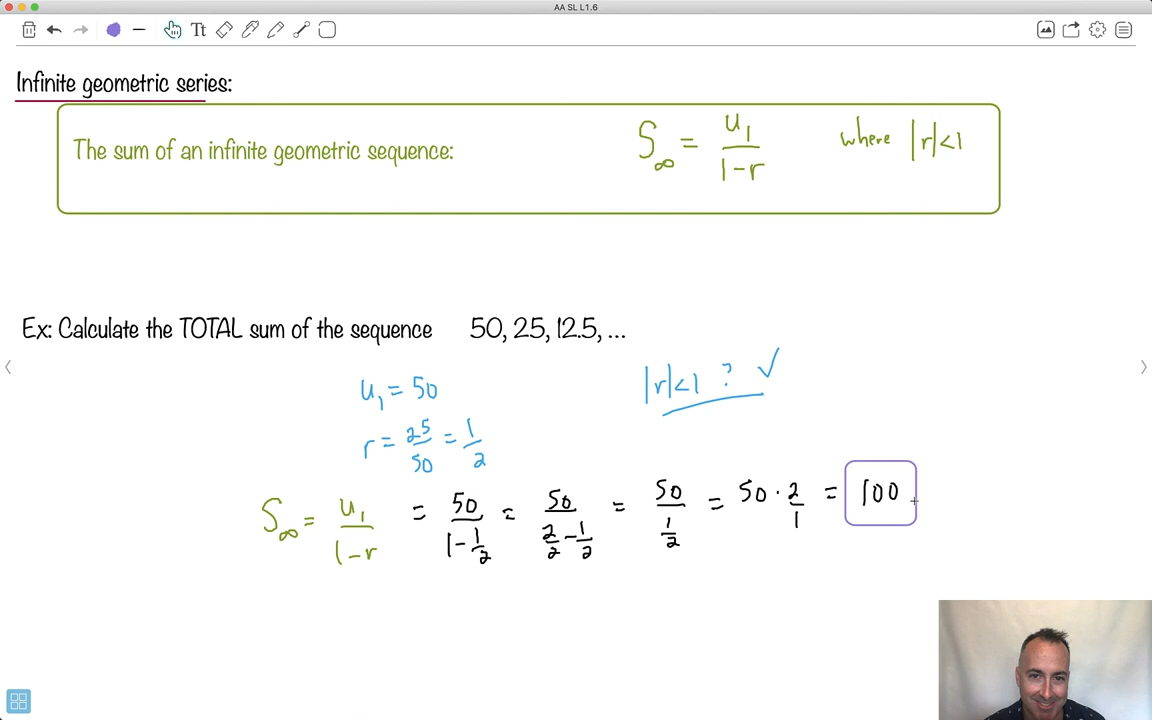 AA SL L1.6
Tt
Infinite geometric series:
The sum of an infinite geometric sequence: S∞ = u₁/(1-r) where |r|<1
Ex: Calculate the TOTAL sum of the sequence 50, 25, 12.5, ...
u₁ = 50 |r|<1 ? ✓
r = 25/50 = 1/2
S∞ = u₁/(1-r) = 50/(1-1/2) = 50/(2/2-1/2) = 50/(1/2) = 50 · 2/1 = 100